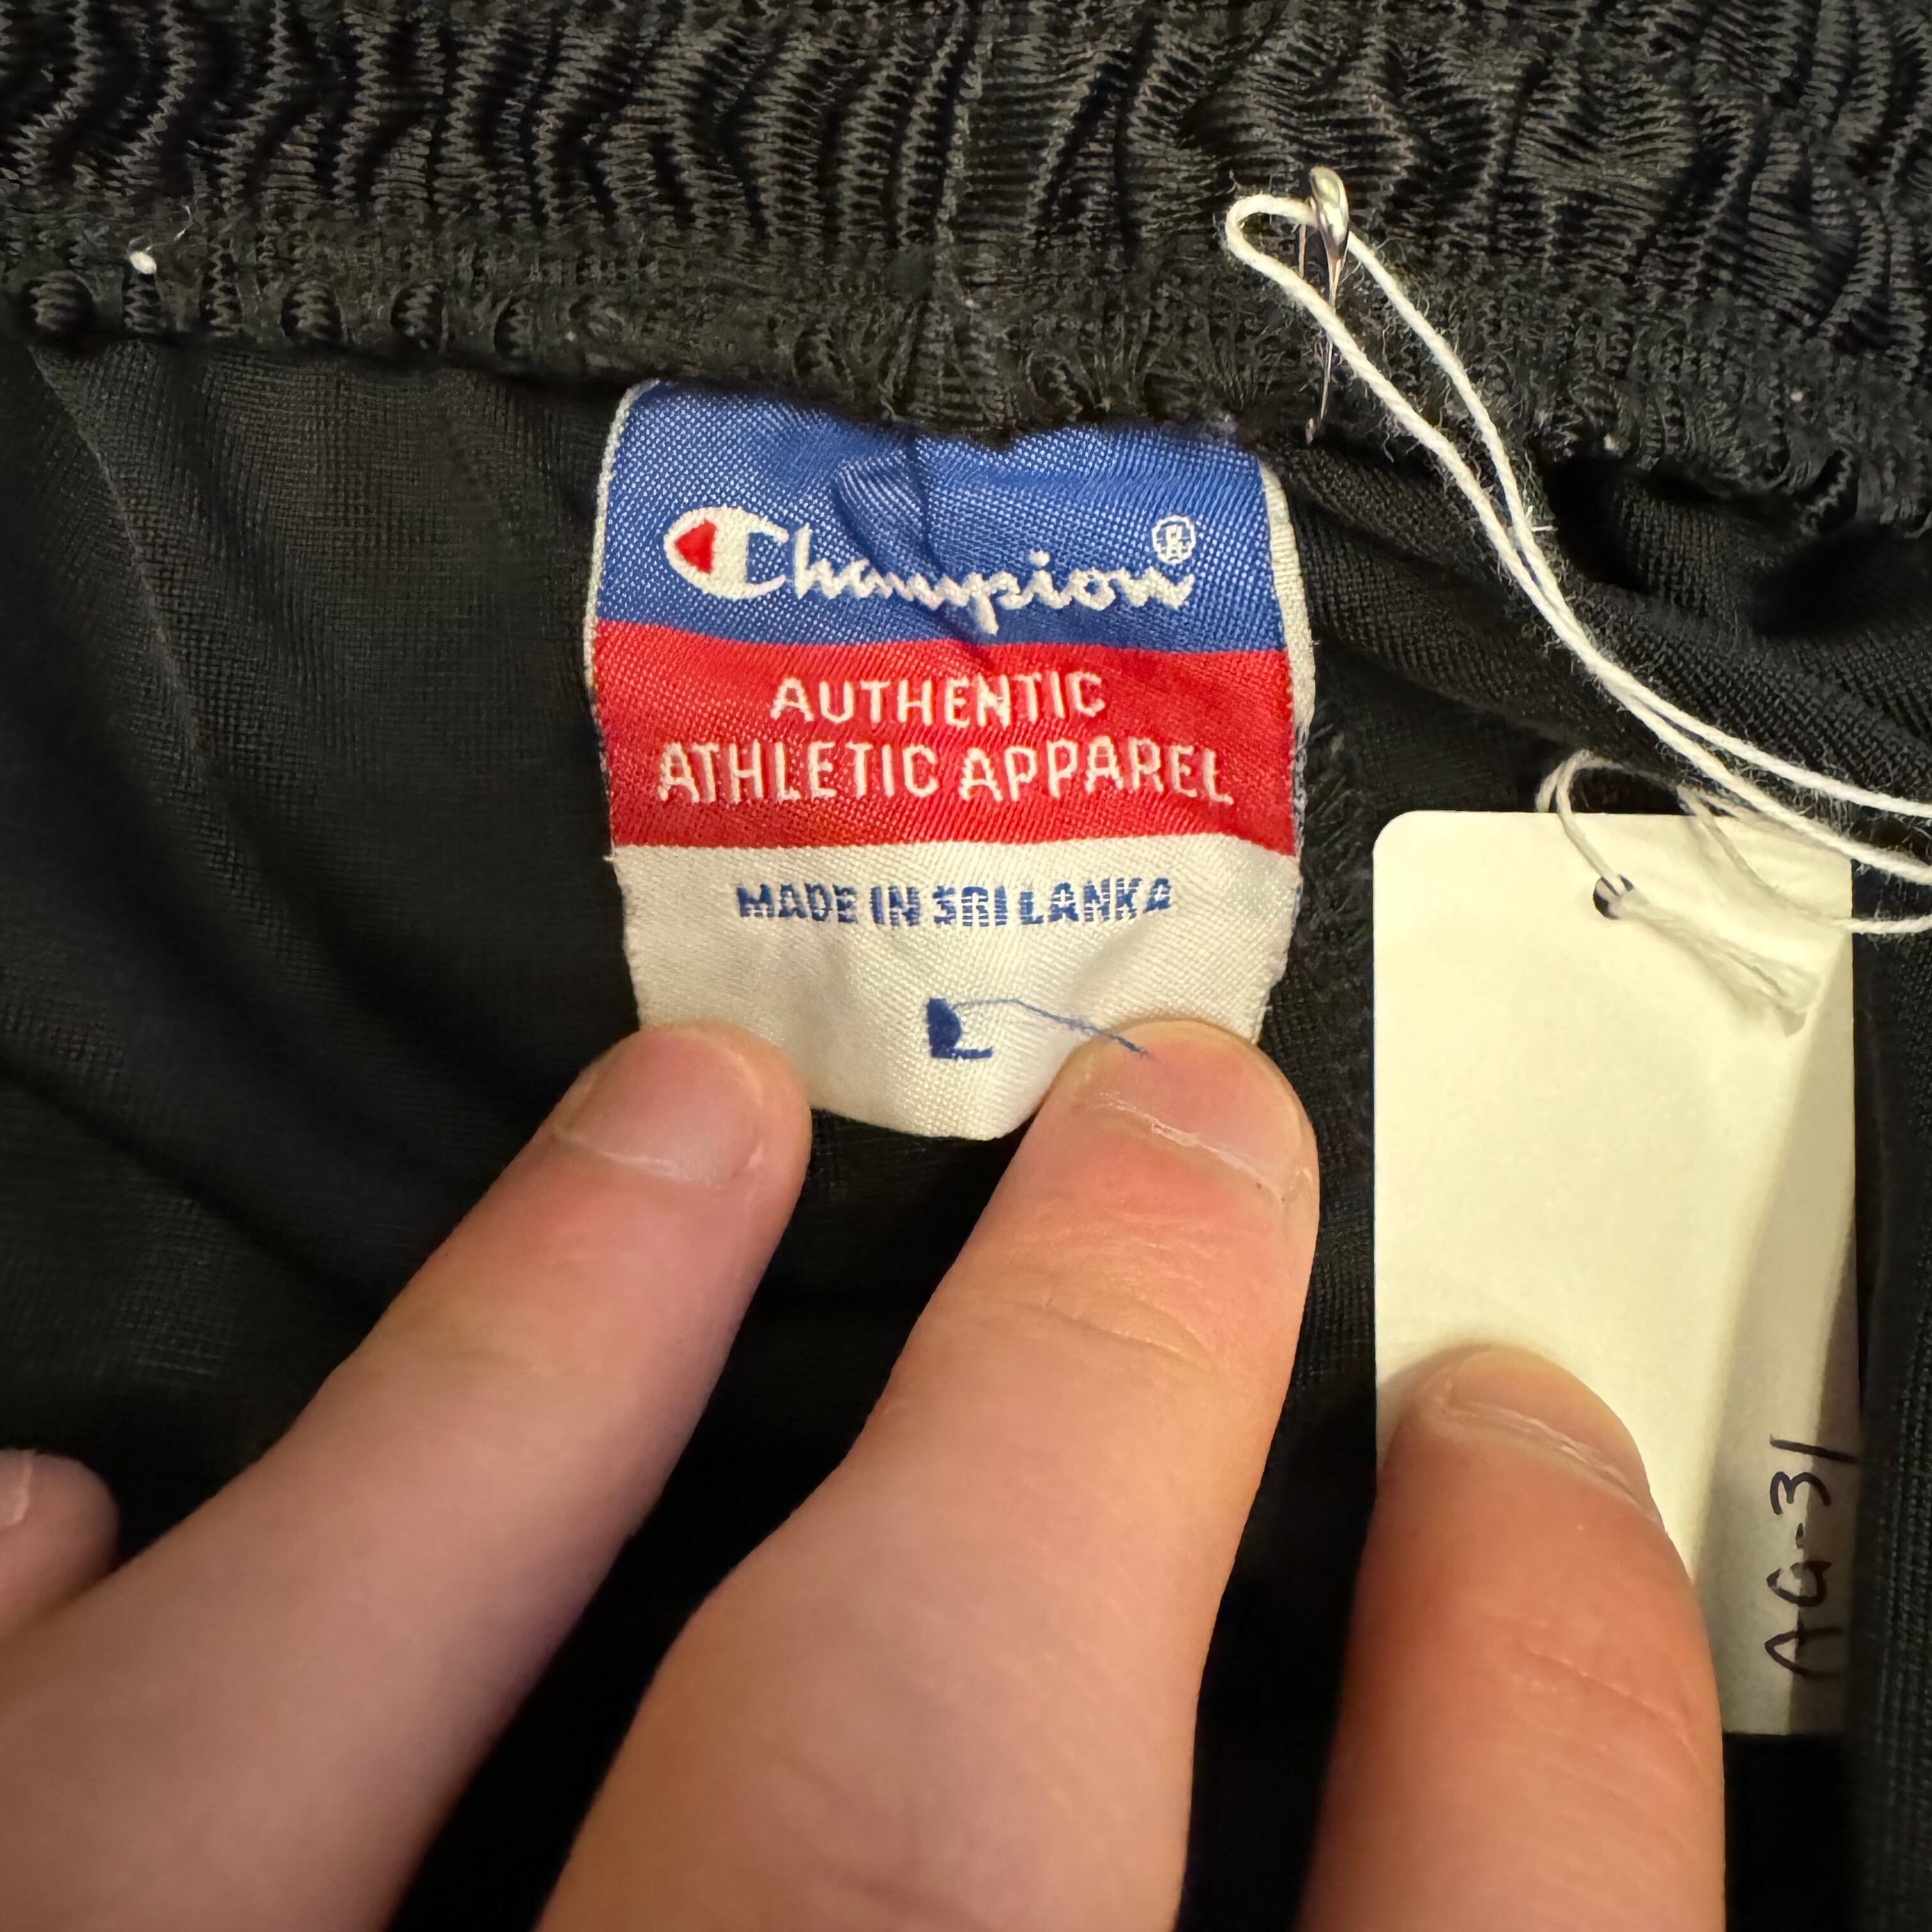 Champion®
AUTHENTIC
ATHLETIC APPAREL
MADE IN SRI LANKA
L
AG-31